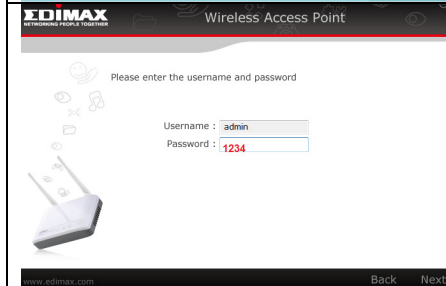 EDIMAX
NETWORKING PEOPLE TOGETHER
Wireless Access Point
Please enter the username and password
Username : admin
Password : 1234
www.edimax.com
Back Next